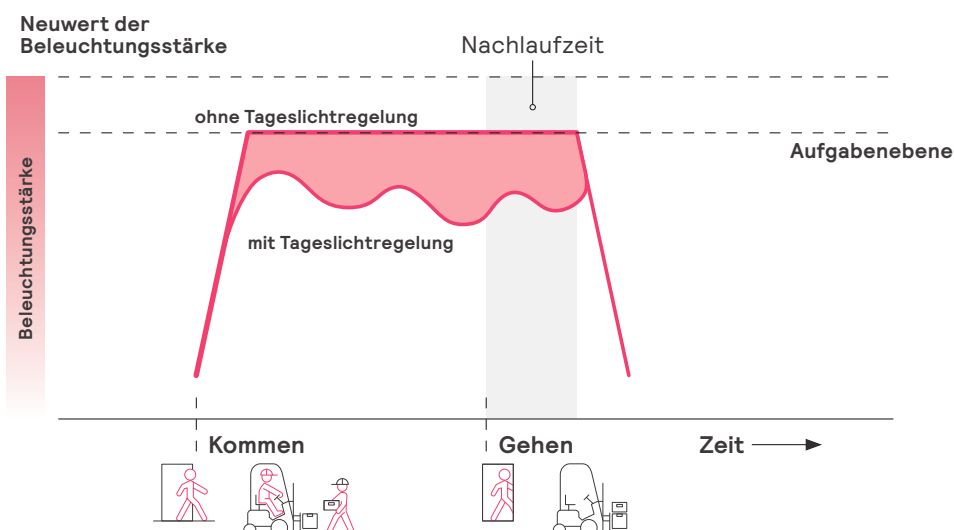 Neuwert der
Beleuchtungsstärke
Nachlaufzeit
ohne Tageslichtregelung
Aufgabenebene
Beleuchtungsstärke
mit Tageslichtregelung
Kommen
Gehen
Zeit